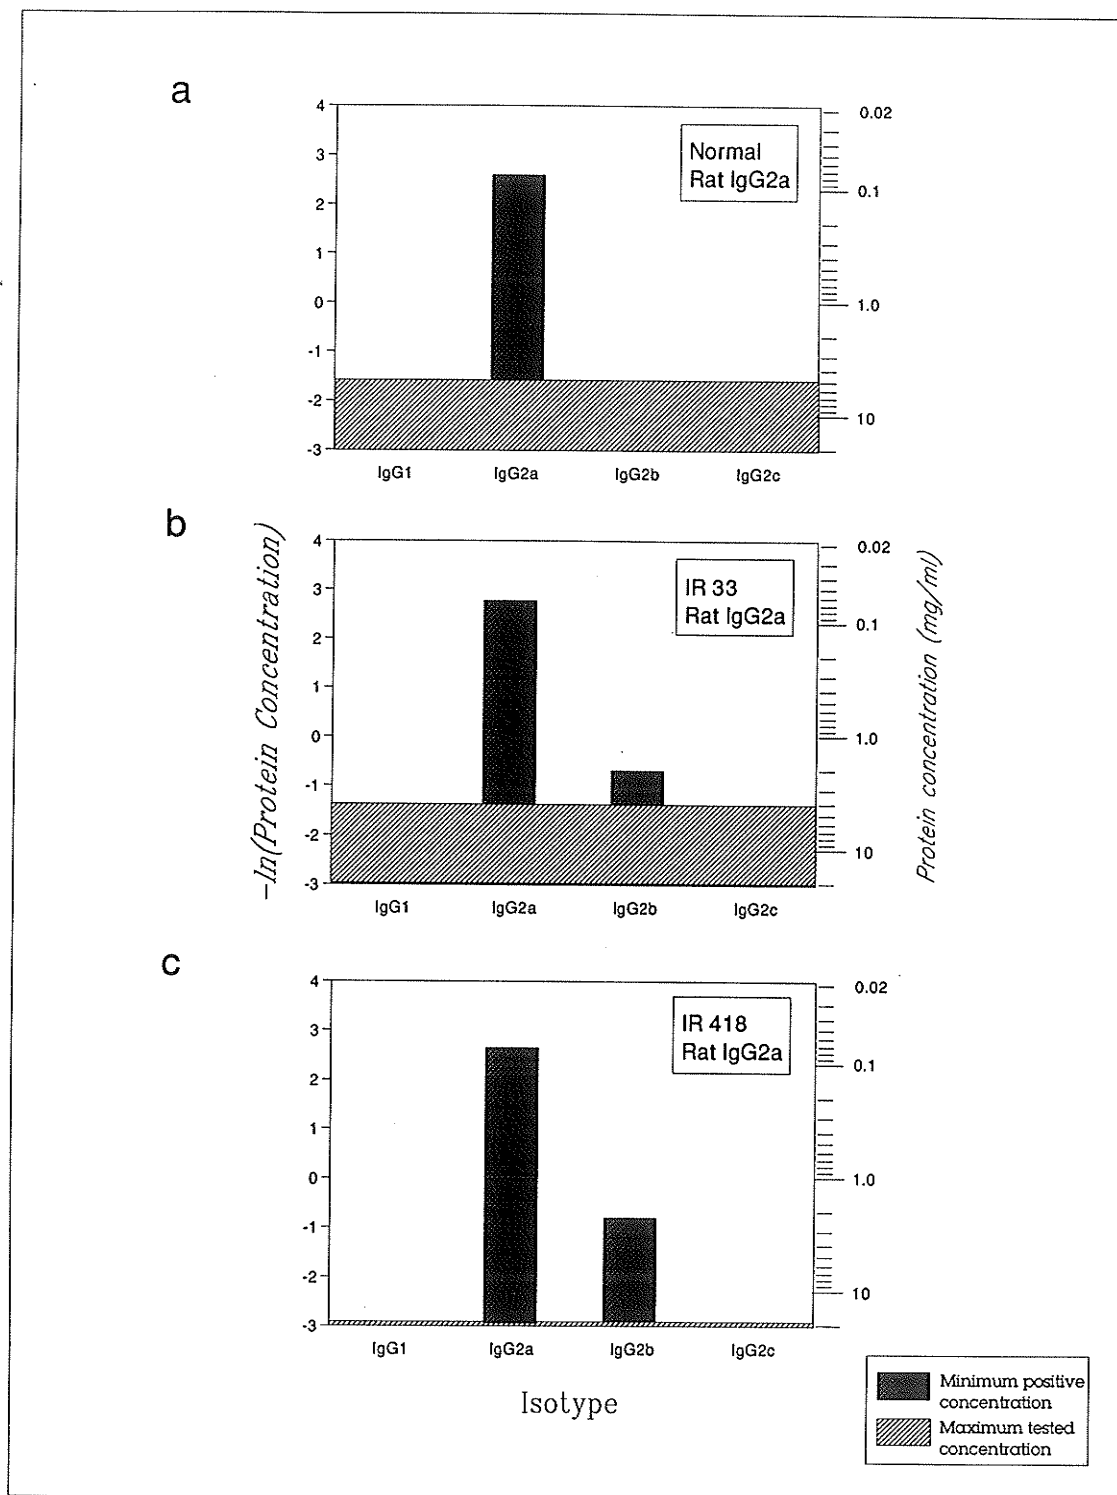 a
4
3
2
1
0
-1
-2
-3
0.02
0.1
1.0
10
Normal
Rat IgG2a
IgG1 IgG2a IgG2b IgG2c
b
-ln(Protein Concentration)
4
3
2
1
0
-1
-2
-3
0.02
0.1
1.0
10
Protein concentration (mg/ml)
IR 33
Rat IgG2a
IgG1 IgG2a IgG2b IgG2c
c
4
3
2
1
0
-1
-2
-3
0.02
0.1
1.0
10
IR 418
Rat IgG2a
IgG1 IgG2a IgG2b IgG2c
Isotype
Minimum positive
concentration
Maximum tested
concentration